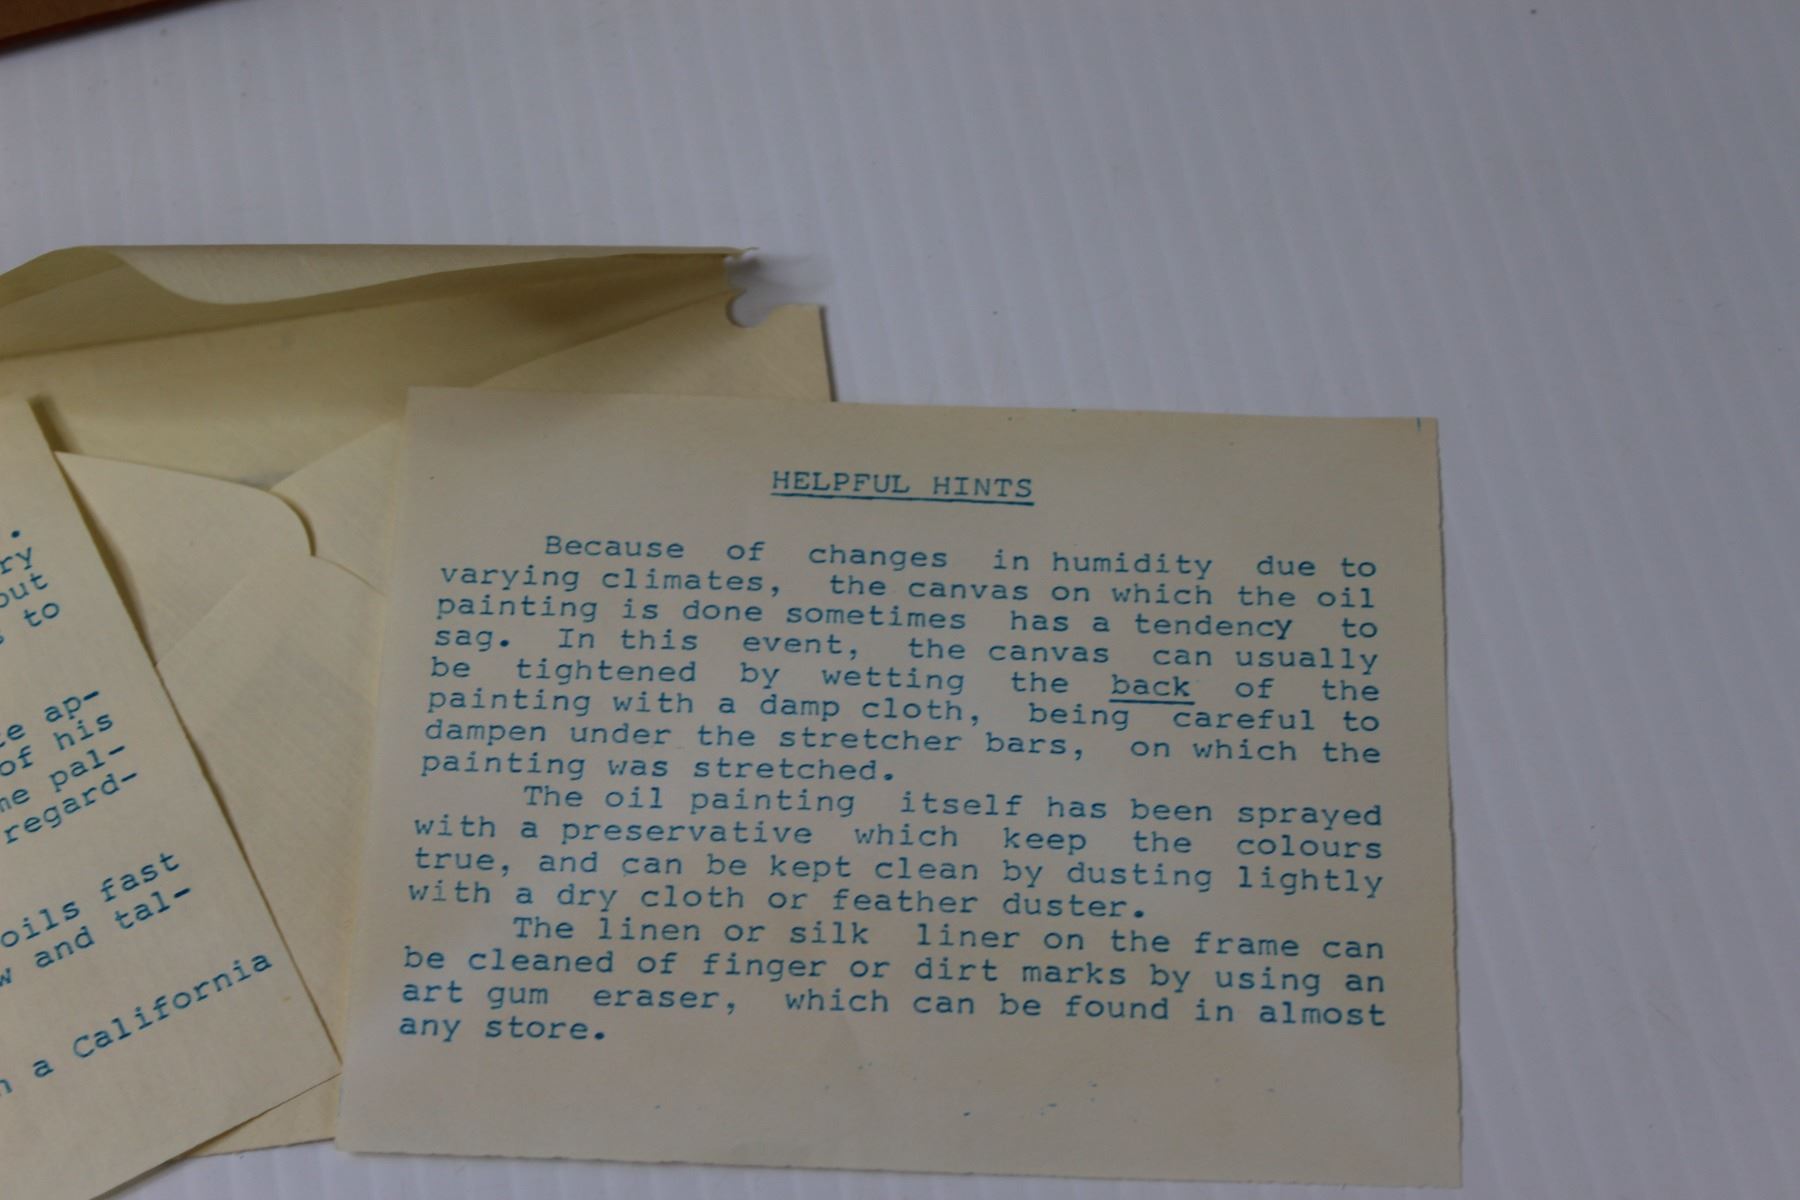 .
ry
out
s to
ap-
of his
pal-
regard-
oils fast
and tal-
a California
HELPFUL HINTS
Because of changes in humidity due to
varying climates, the canvas on which the oil
painting is done sometimes has a tendency to
sag. In this event, the canvas can usually
be tightened by wetting the back of the
painting with a damp cloth, being careful to
dampen under the stretcher bars, on which the
painting was stretched.
The oil painting itself has been sprayed
with a preservative which keep the colours
true, and can be kept clean by dusting lightly
with a dry cloth or feather duster.
The linen or silk liner on the frame can
be cleaned of finger or dirt marks by using an
art gum eraser, which can be found in almost
any store.